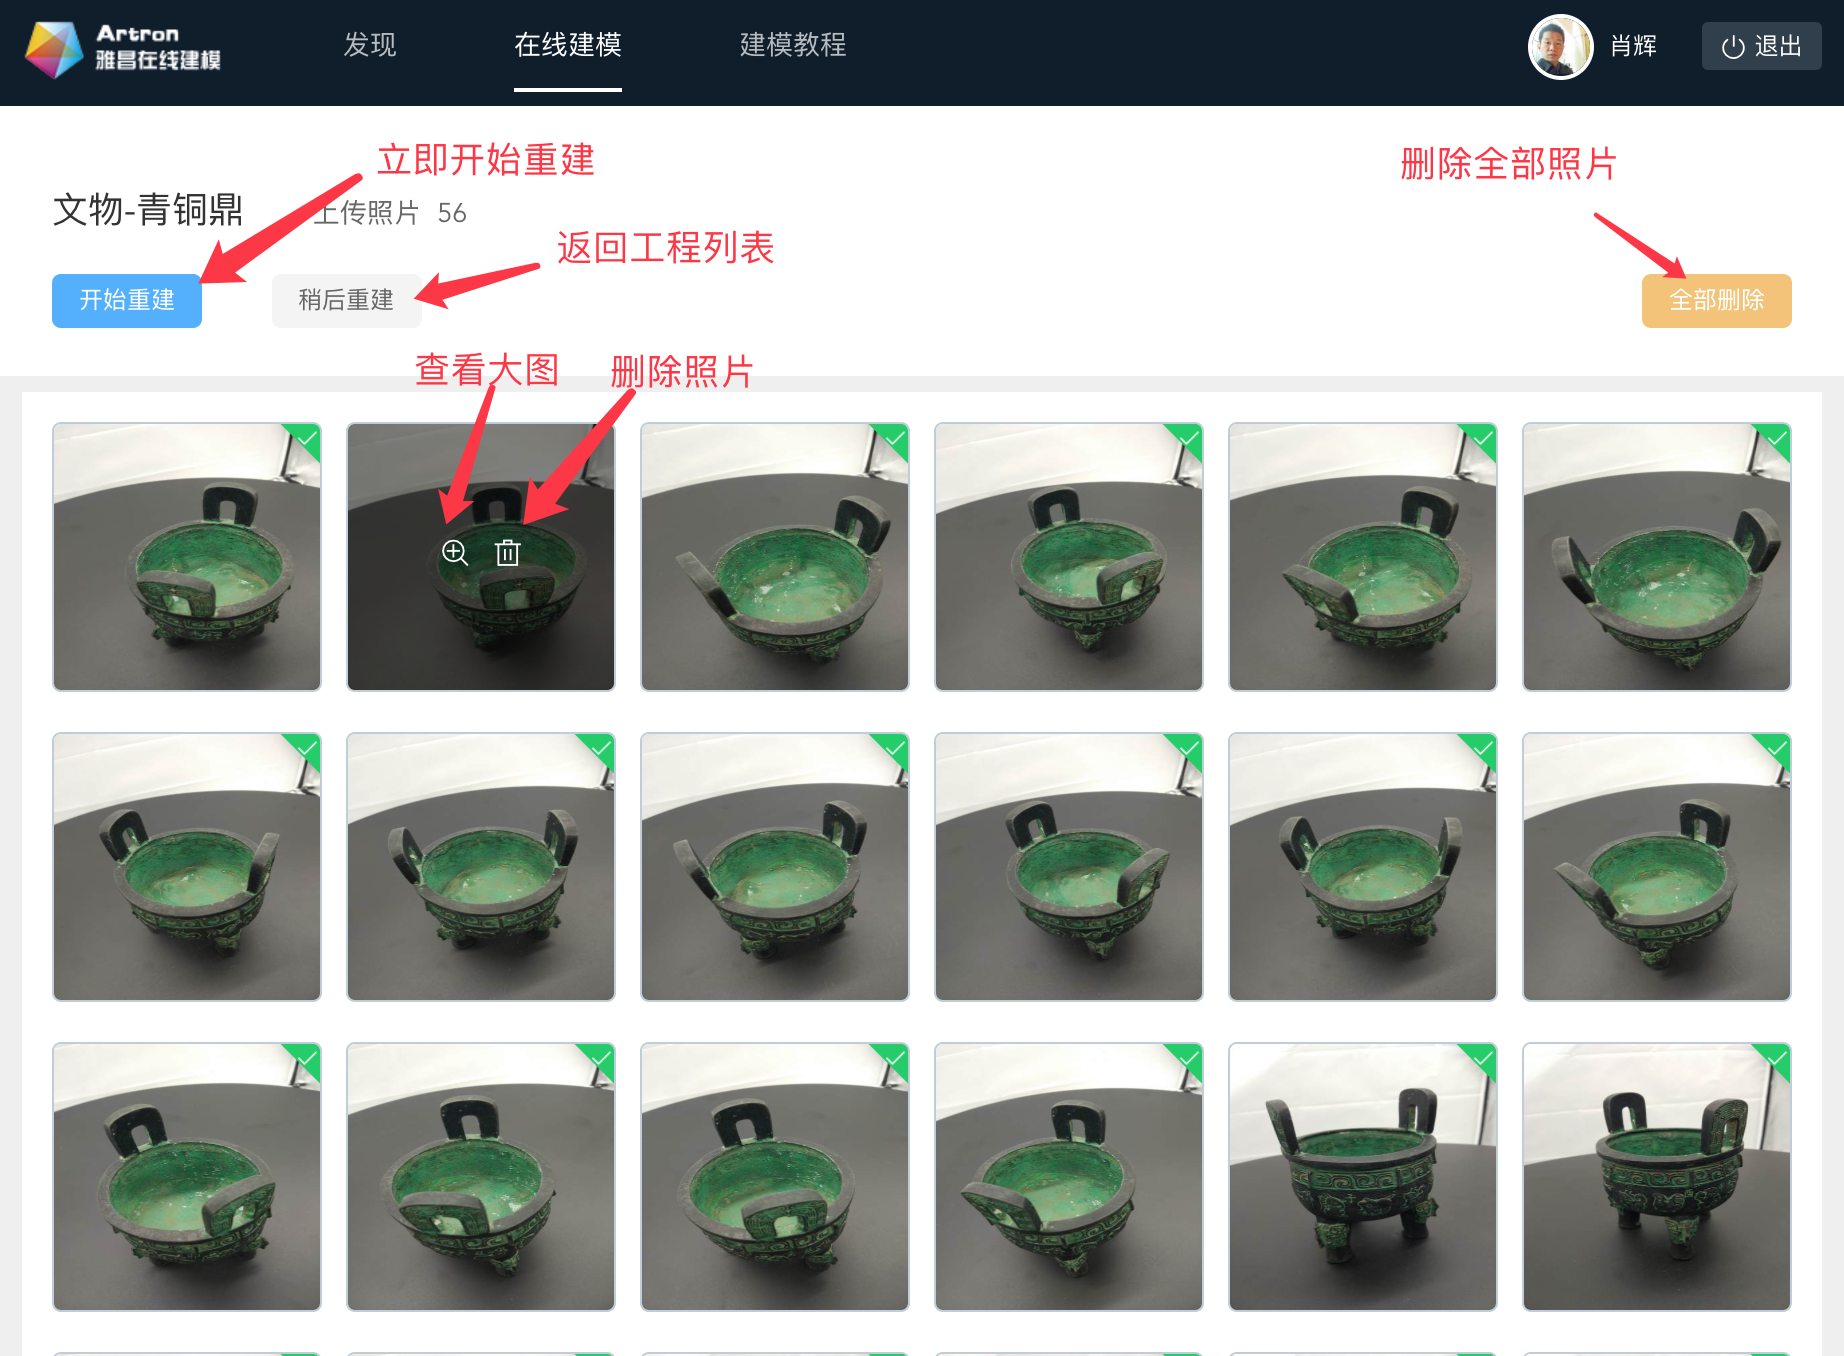 Artron
雅昌在线建模
发现
在线建模
建模教程
肖辉
退出
立即开始重建
删除全部照片
文物-青铜鼎
上传照片 56
返回工程列表
开始重建
稍后重建
全部删除
查看大图
删除照片